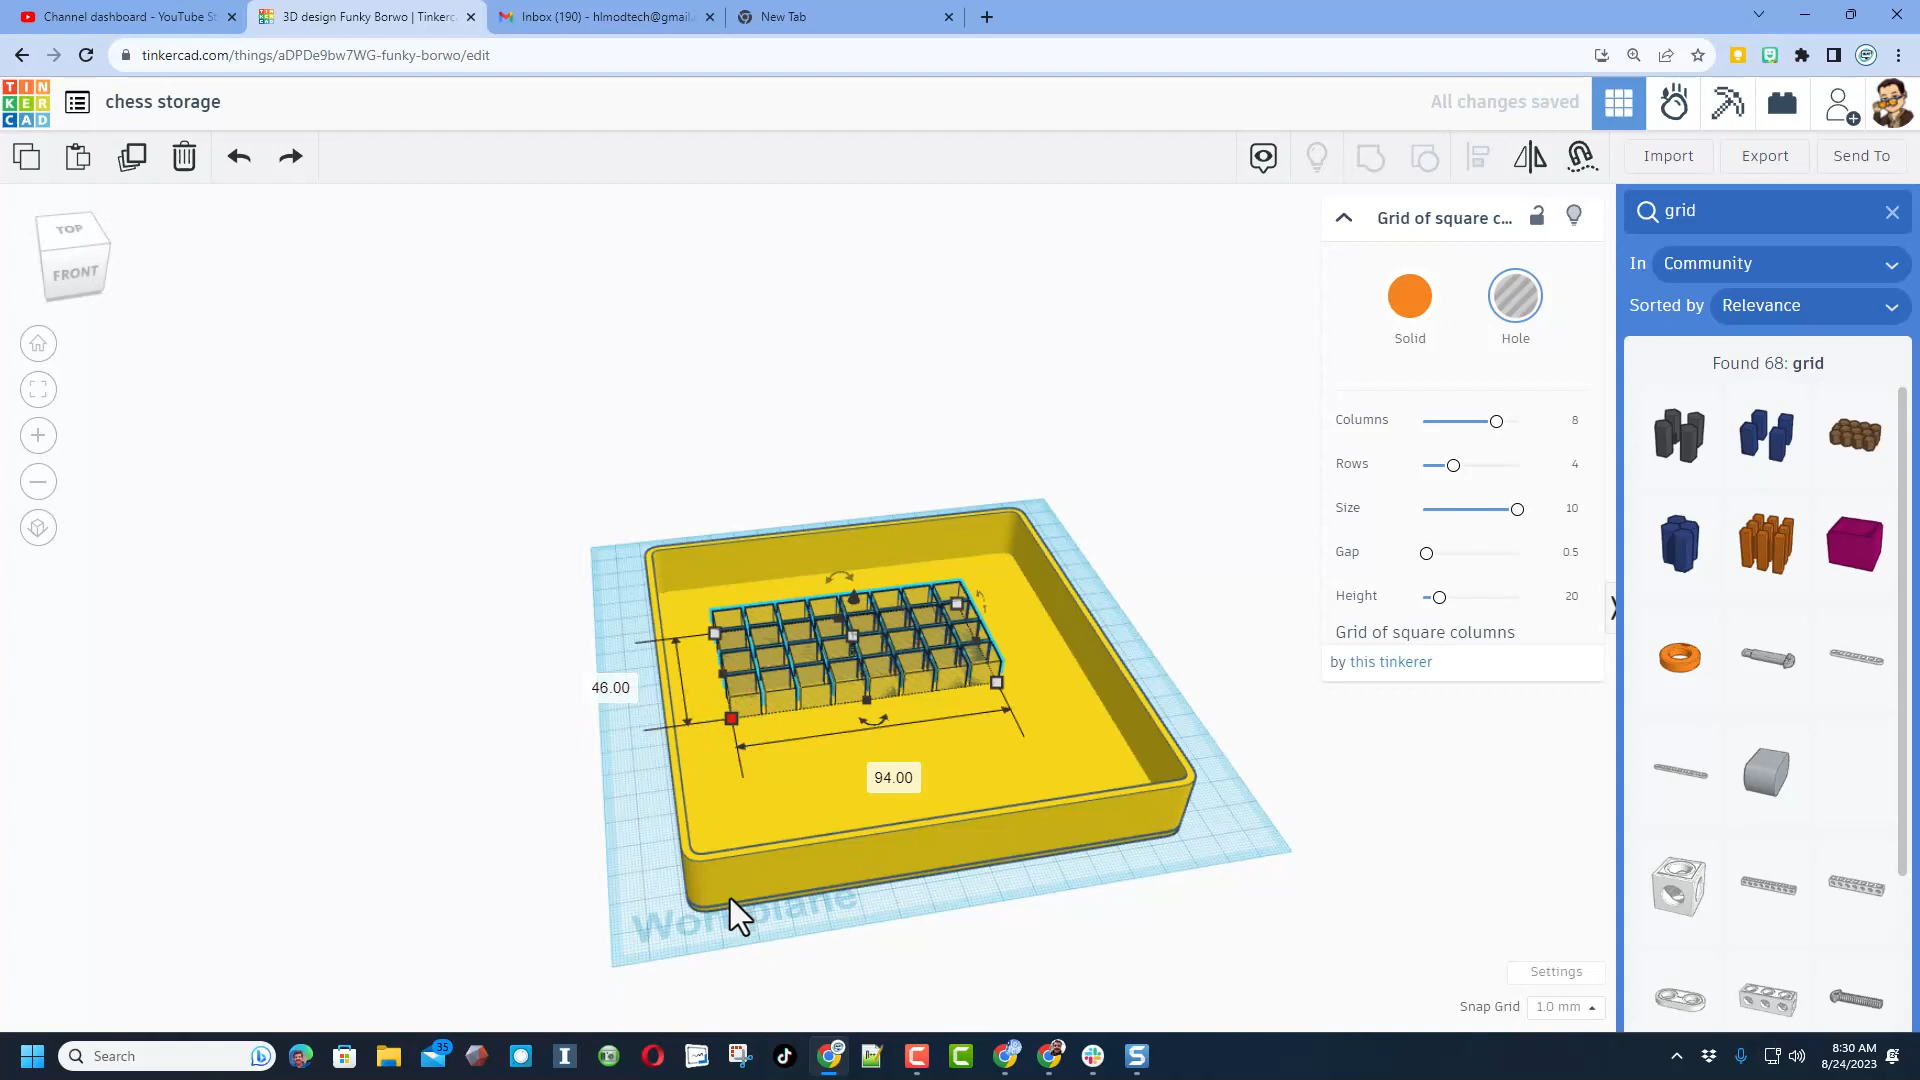 Channel dashboard - YouTube St
3D design Funky Borwo | Tinkerc
Inbox (190) - hlmodtech@gmail
New Tab
tinkercad.com/things/aDPDe9bw7WG-funky-borwo/edit
TIN
KER
CAD
chess storage
All changes saved
Import
Export
Send To
TOP
FRONT
Grid of square c...
Solid
Hole
Columns 8
Rows 4
Size 10
Gap 0.5
Height 20
Grid of square columns
by this tinkerer
grid
In Community
Sorted by Relevance
Found 68: grid
46.00
94.00
Workplane
Settings
Snap Grid 1.0 mm
Search
35
8:30 AM
8/24/2023